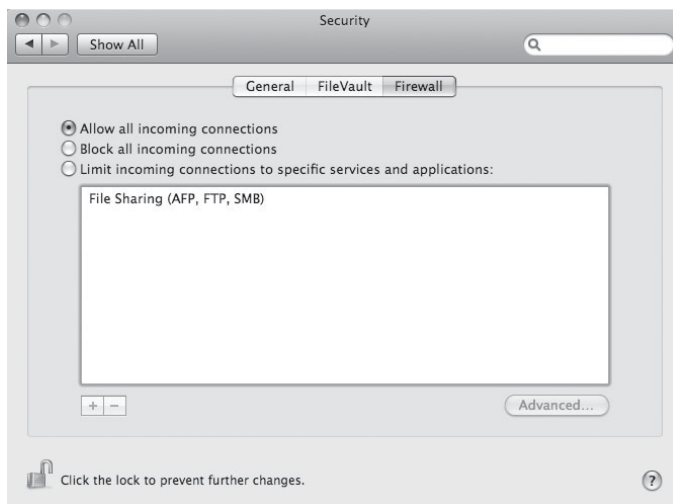 Security
Show All
General FileVault Firewall
Allow all incoming connections
Block all incoming connections
Limit incoming connections to specific services and applications:
File Sharing (AFP, FTP, SMB)
+ −
Advanced...
Click the lock to prevent further changes.
?